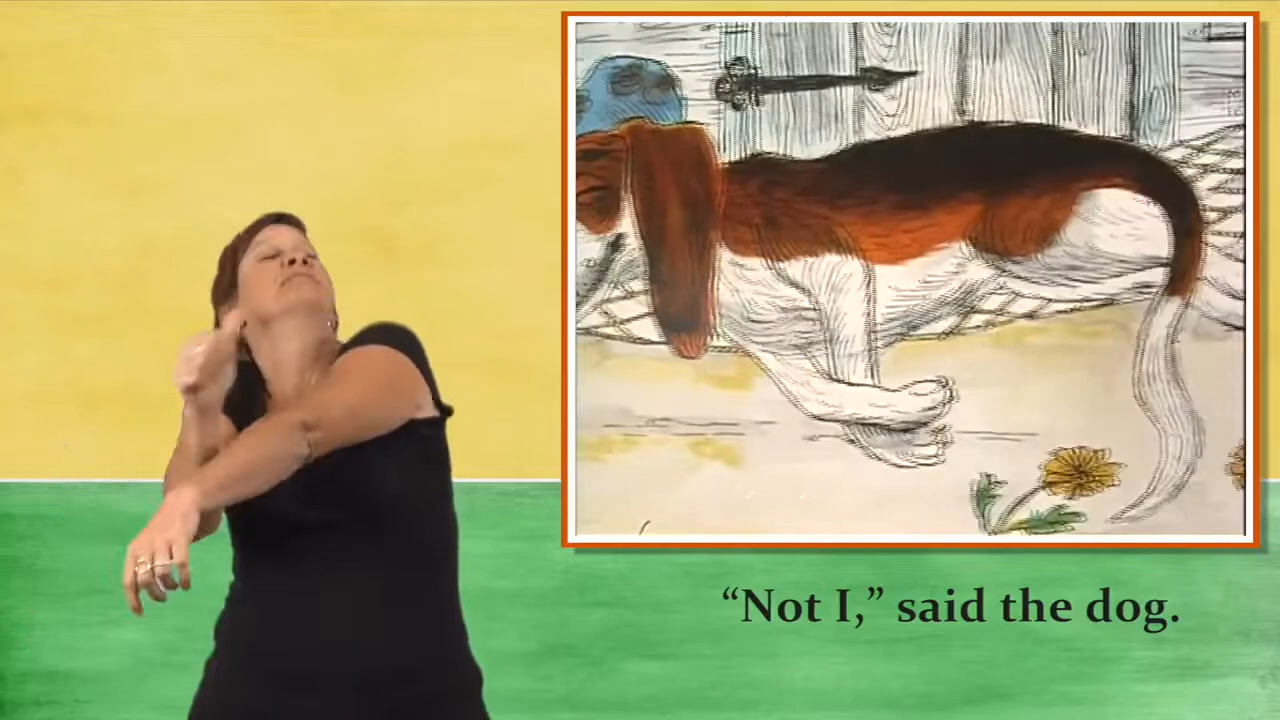 “Not I,” said the dog.